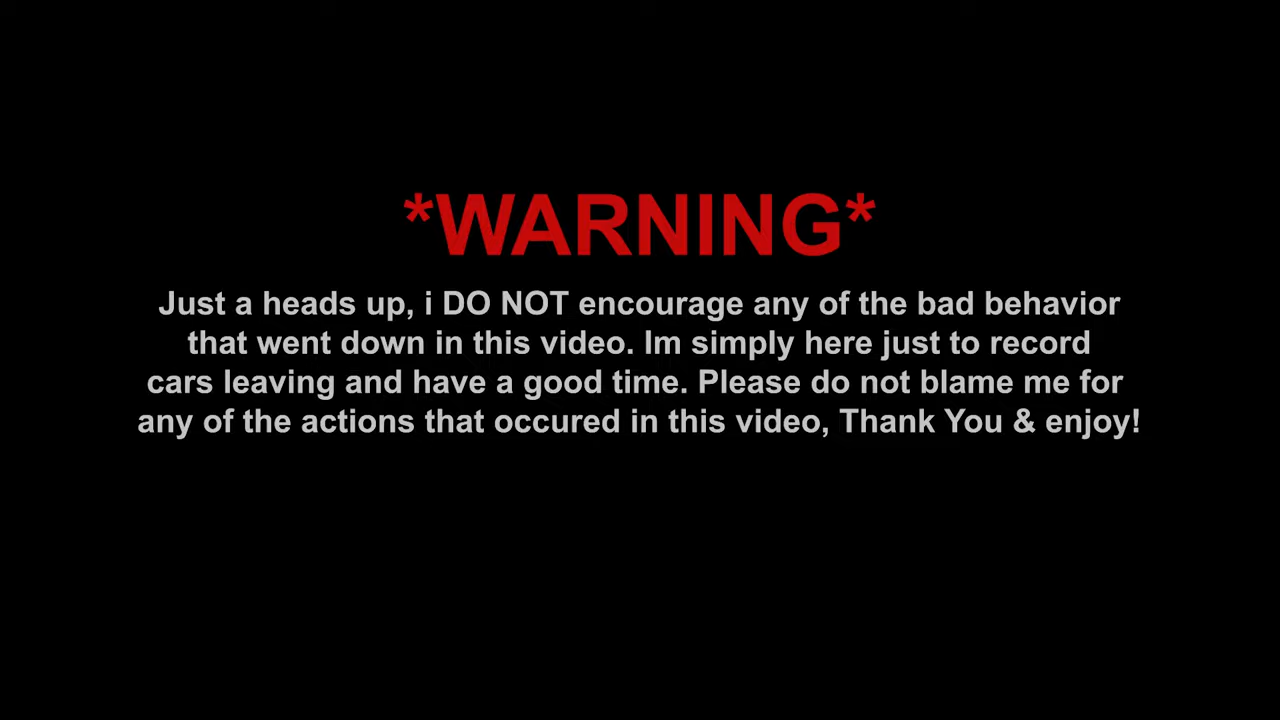 *WARNING*
Just a heads up, i DO NOT encourage any of the bad behavior
that went down in this video. Im simply here just to record
cars leaving and have a good time. Please do not blame me for
any of the actions that occured in this video, Thank You & enjoy!